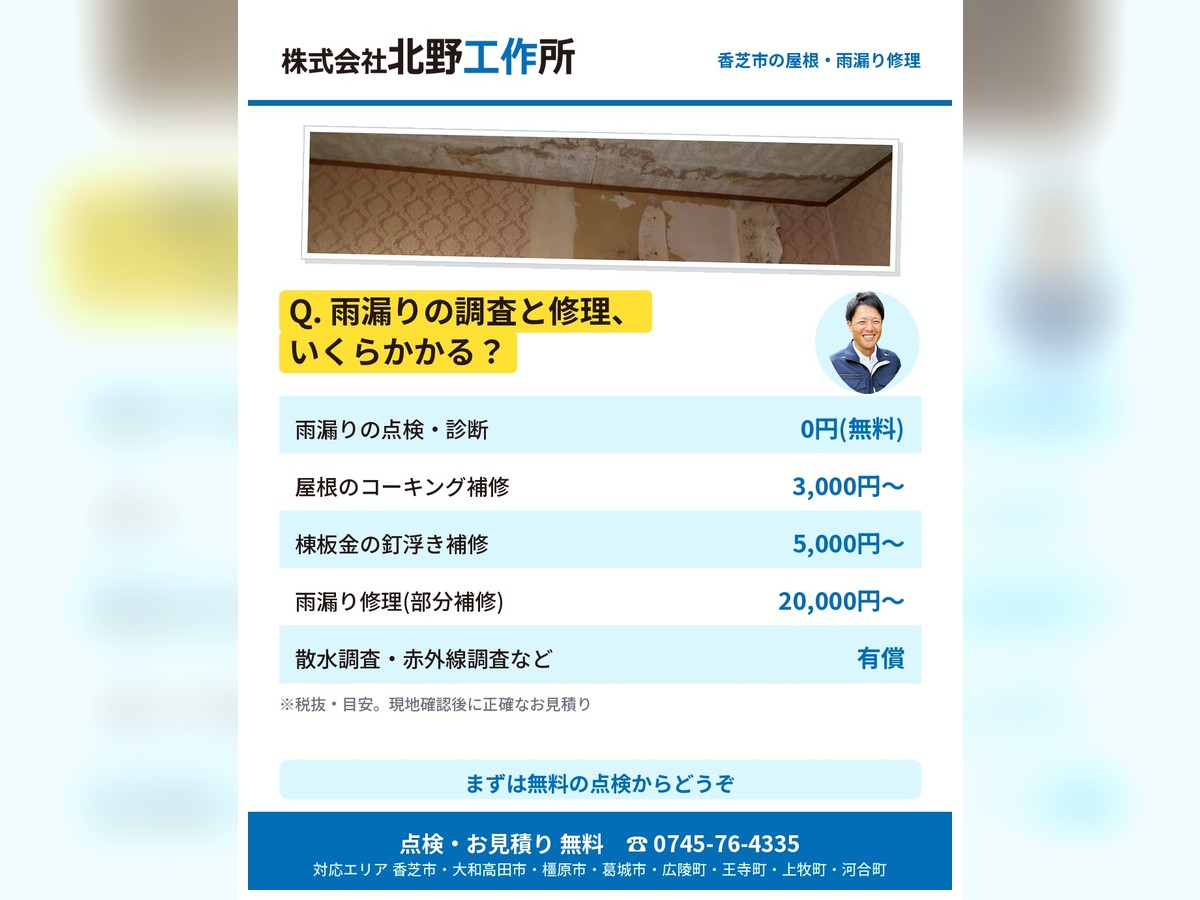 株式会社北野工作所
香芝市の屋根・雨漏り修理
Q. 雨漏りの調査と修理、
いくらかかる？
雨漏りの点検・診断 0円(無料)
屋根のコーキング補修 3,000円〜
棟板金の釘浮き補修 5,000円〜
雨漏り修理(部分補修) 20,000円〜
散水調査・赤外線調査など 有償
※税抜・目安。現地確認後に正確なお見積り
まずは無料の点検からどうぞ
点検・お見積り 無料 ☎ 0745-76-4335
対応エリア 香芝市・大和高田市・橿原市・葛城市・広陵町・王寺町・上牧町・河合町